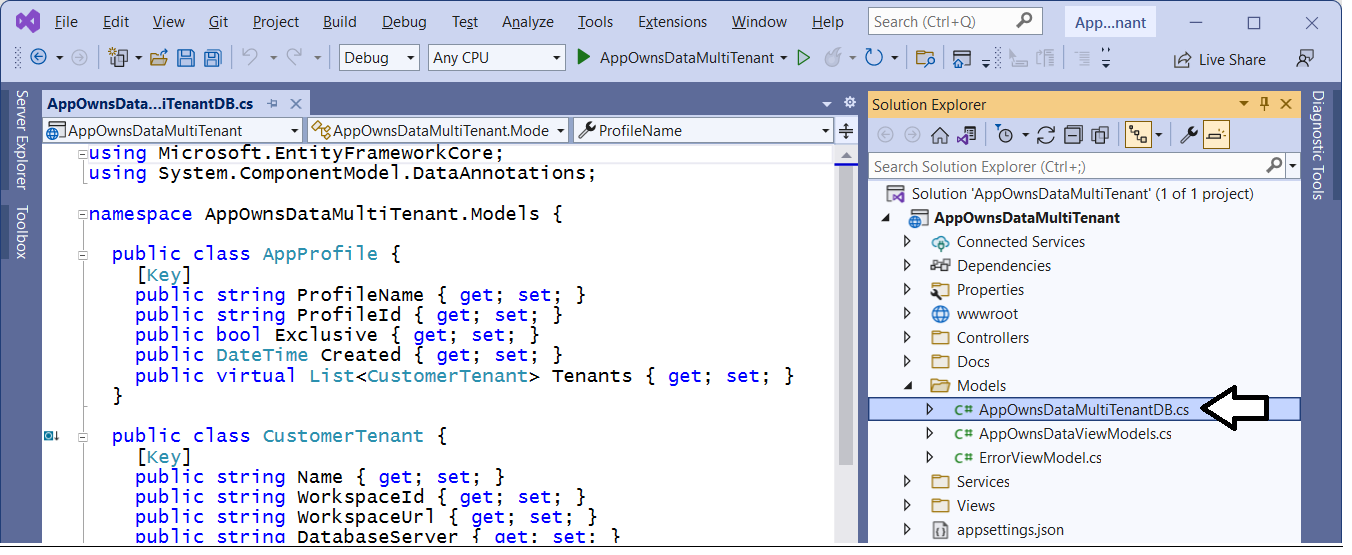 File Edit View Git Project Build Debug Test Analyze Tools Extensions Window Help Search (Ctrl+Q) App...nant
Debug Any CPU AppOwnsDataMultiTenant Live Share
Server Explorer
Toolbox
AppOwnsData...iTenantDB.cs
AppOwnsDataMultiTenant AppOwnsDataMultiTenant.Mode ProfileName
using Microsoft.EntityFrameworkCore;
using System.ComponentModel.DataAnnotations;
namespace AppOwnsDataMultiTenant.Models {
public class AppProfile {
[Key]
public string ProfileName { get; set; }
public string ProfileId { get; set; }
public bool Exclusive { get; set; }
public DateTime Created { get; set; }
public virtual List<CustomerTenant> Tenants { get; set; }
}
public class CustomerTenant {
[Key]
public string Name { get; set; }
public string WorkspaceId { get; set; }
public string WorkspaceUrl { get; set; }
public string DatabaseServer { get; set; }
Solution Explorer
Search Solution Explorer (Ctrl+;)
Solution 'AppOwnsDataMultiTenant' (1 of 1 project)
AppOwnsDataMultiTenant
Connected Services
Dependencies
Properties
wwwroot
Controllers
Docs
Models
C# AppOwnsDataMultiTenantDB.cs
C# AppOwnsDataViewModels.cs
C# ErrorViewModel.cs
Services
Views
appsettings.json
Diagnostic Tools